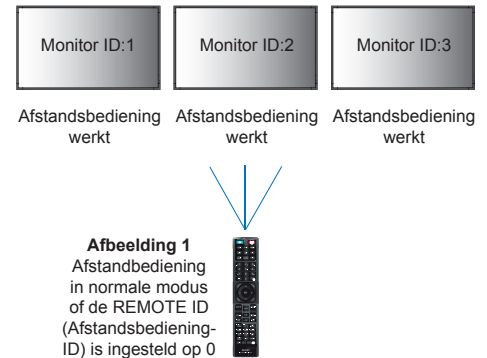 Monitor ID:1 Monitor ID:2 Monitor ID:3
Afstandsbediening Afstandsbediening Afstandsbediening
werkt werkt werkt
Afbeelding 1
Afstandbediening
in normale modus
of de REMOTE ID
(Afstandsbediening-
ID) is ingesteld op 0